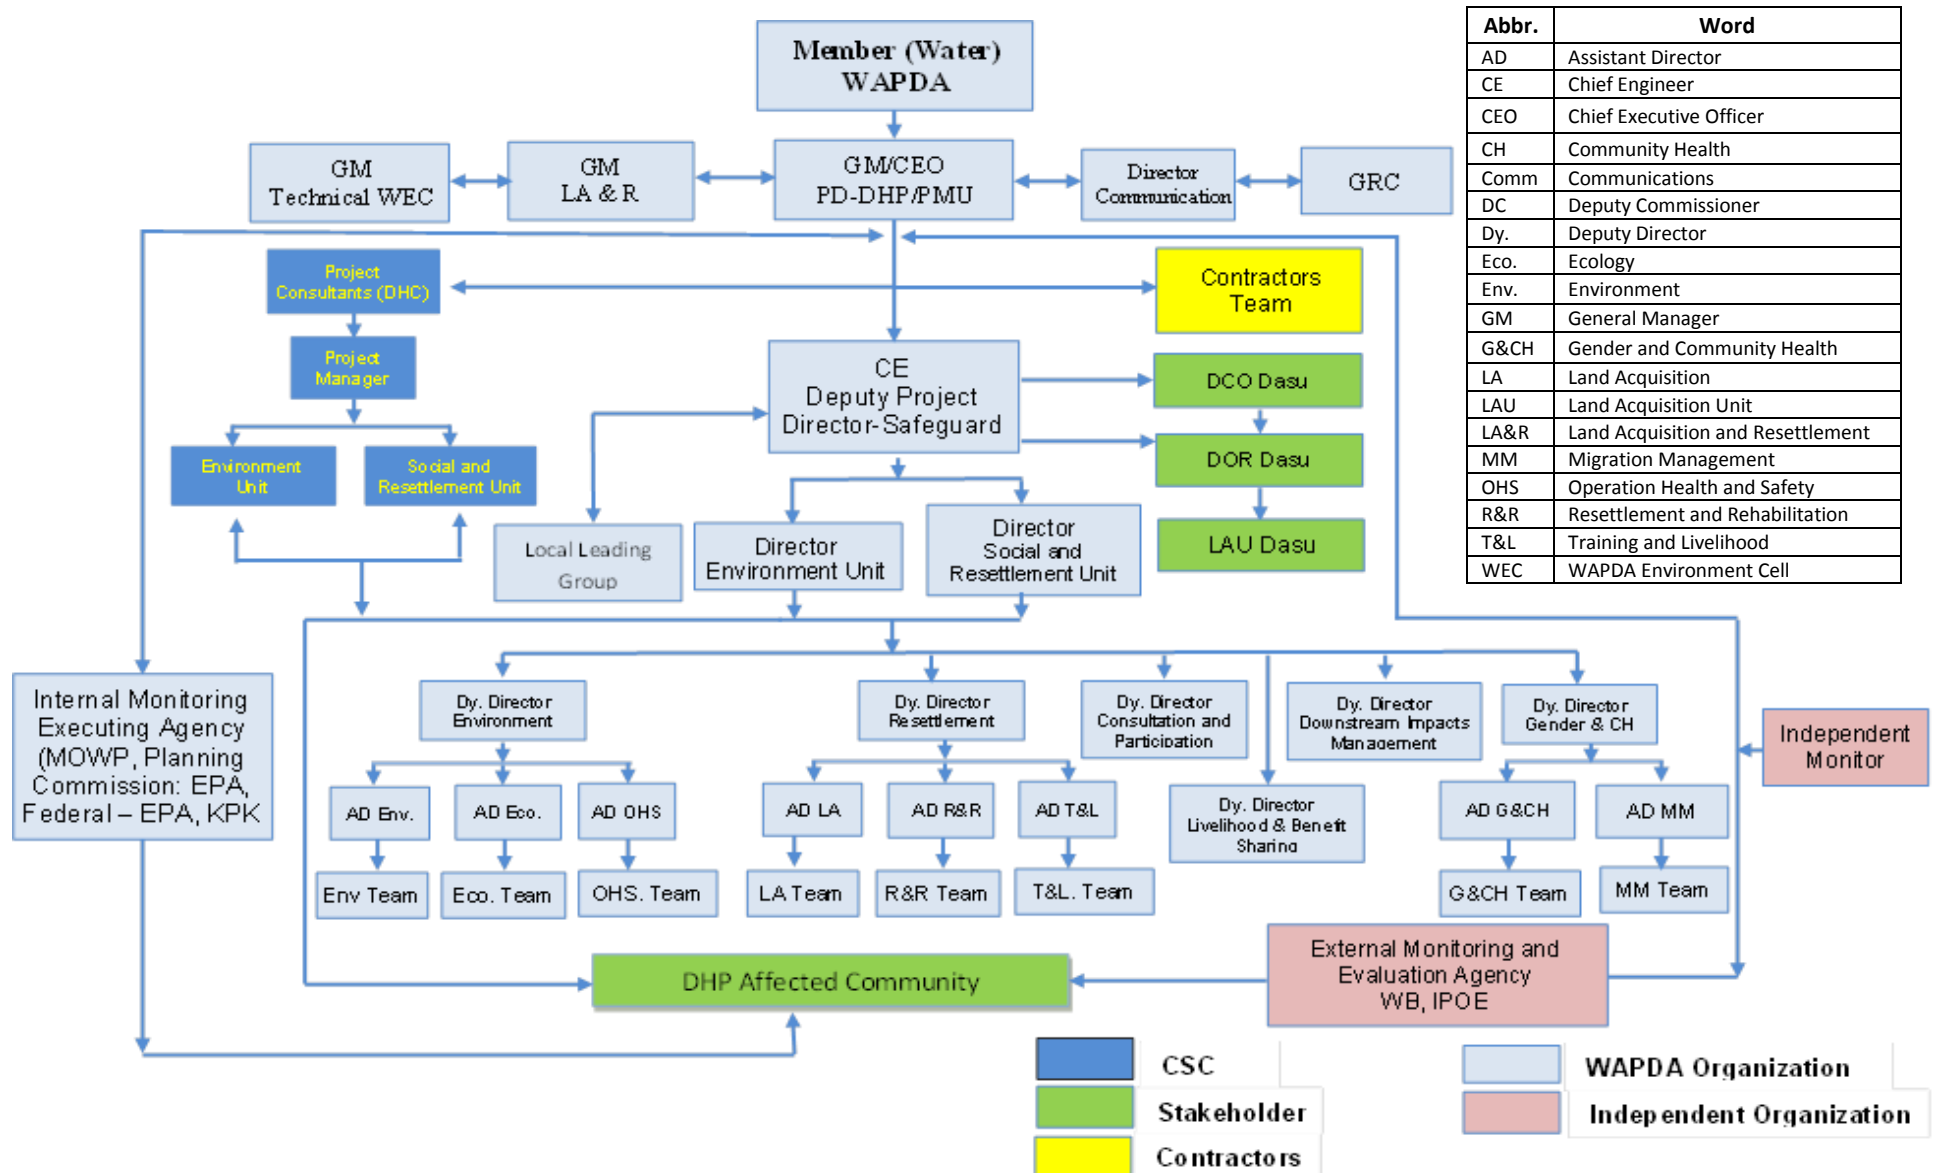 Member (Water)
WAPDA
GM
Technical WEC
GM
LA & R
GM/CEO
PD-DHP/PMU
Director
Communication
GRC
Abbr. Word
AD Assistant Director
CE Chief Engineer
CEO Chief Executive Officer
CH Community Health
Comm Communications
DC Deputy Commissioner
Dy. Deputy Director
Eco. Ecology
Env. Environment
GM General Manager
G&CH Gender and Community Health
LA Land Acquisition
LAU Land Acquisition Unit
LA&R Land Acquisition and Resettlement
MM Migration Management
OHS Operation Health and Safety
R&R Resettlement and Rehabilitation
T&L Training and Livelihood
WEC WAPDA Environment Cell
Project
Consultants (DHC)
Contractors
Team
Project
Manager
CE
Deputy Project
Director-Safeguard
DCO Dasu
DOR Dasu
LAU Dasu
Environment
Unit
Social and
Resettlement Unit
Local Leading
Group
Director
Environment Unit
Director
Social and
Resettlement Unit
Internal Monitoring
Executing Agency
(MOWP, Planning
Commission: EPA,
Federal – EPA, KPK
Dy. Director
Environment
Dy. Director
Resettlement
Dy. Director
Consultation and
Participation
Dy. Director
Downstream Impacts
Management
Dy. Director
Gender & CH
Independent
Monitor
AD Env.
AD Eco.
AD OHS
AD LA
AD R&R
AD T&L
Dy. Director
Livelihood & Benefit
Sharing
AD G&CH
AD MM
Env Team
Eco. Team
OHS. Team
LA Team
R&R Team
T&L. Team
G&CH Team
MM Team
DHP Affected Community
External Monitoring and
Evaluation Agency
WB, IPOE
CSC
Stakeholder
Contractors
WAPDA Organization
Independent Organization